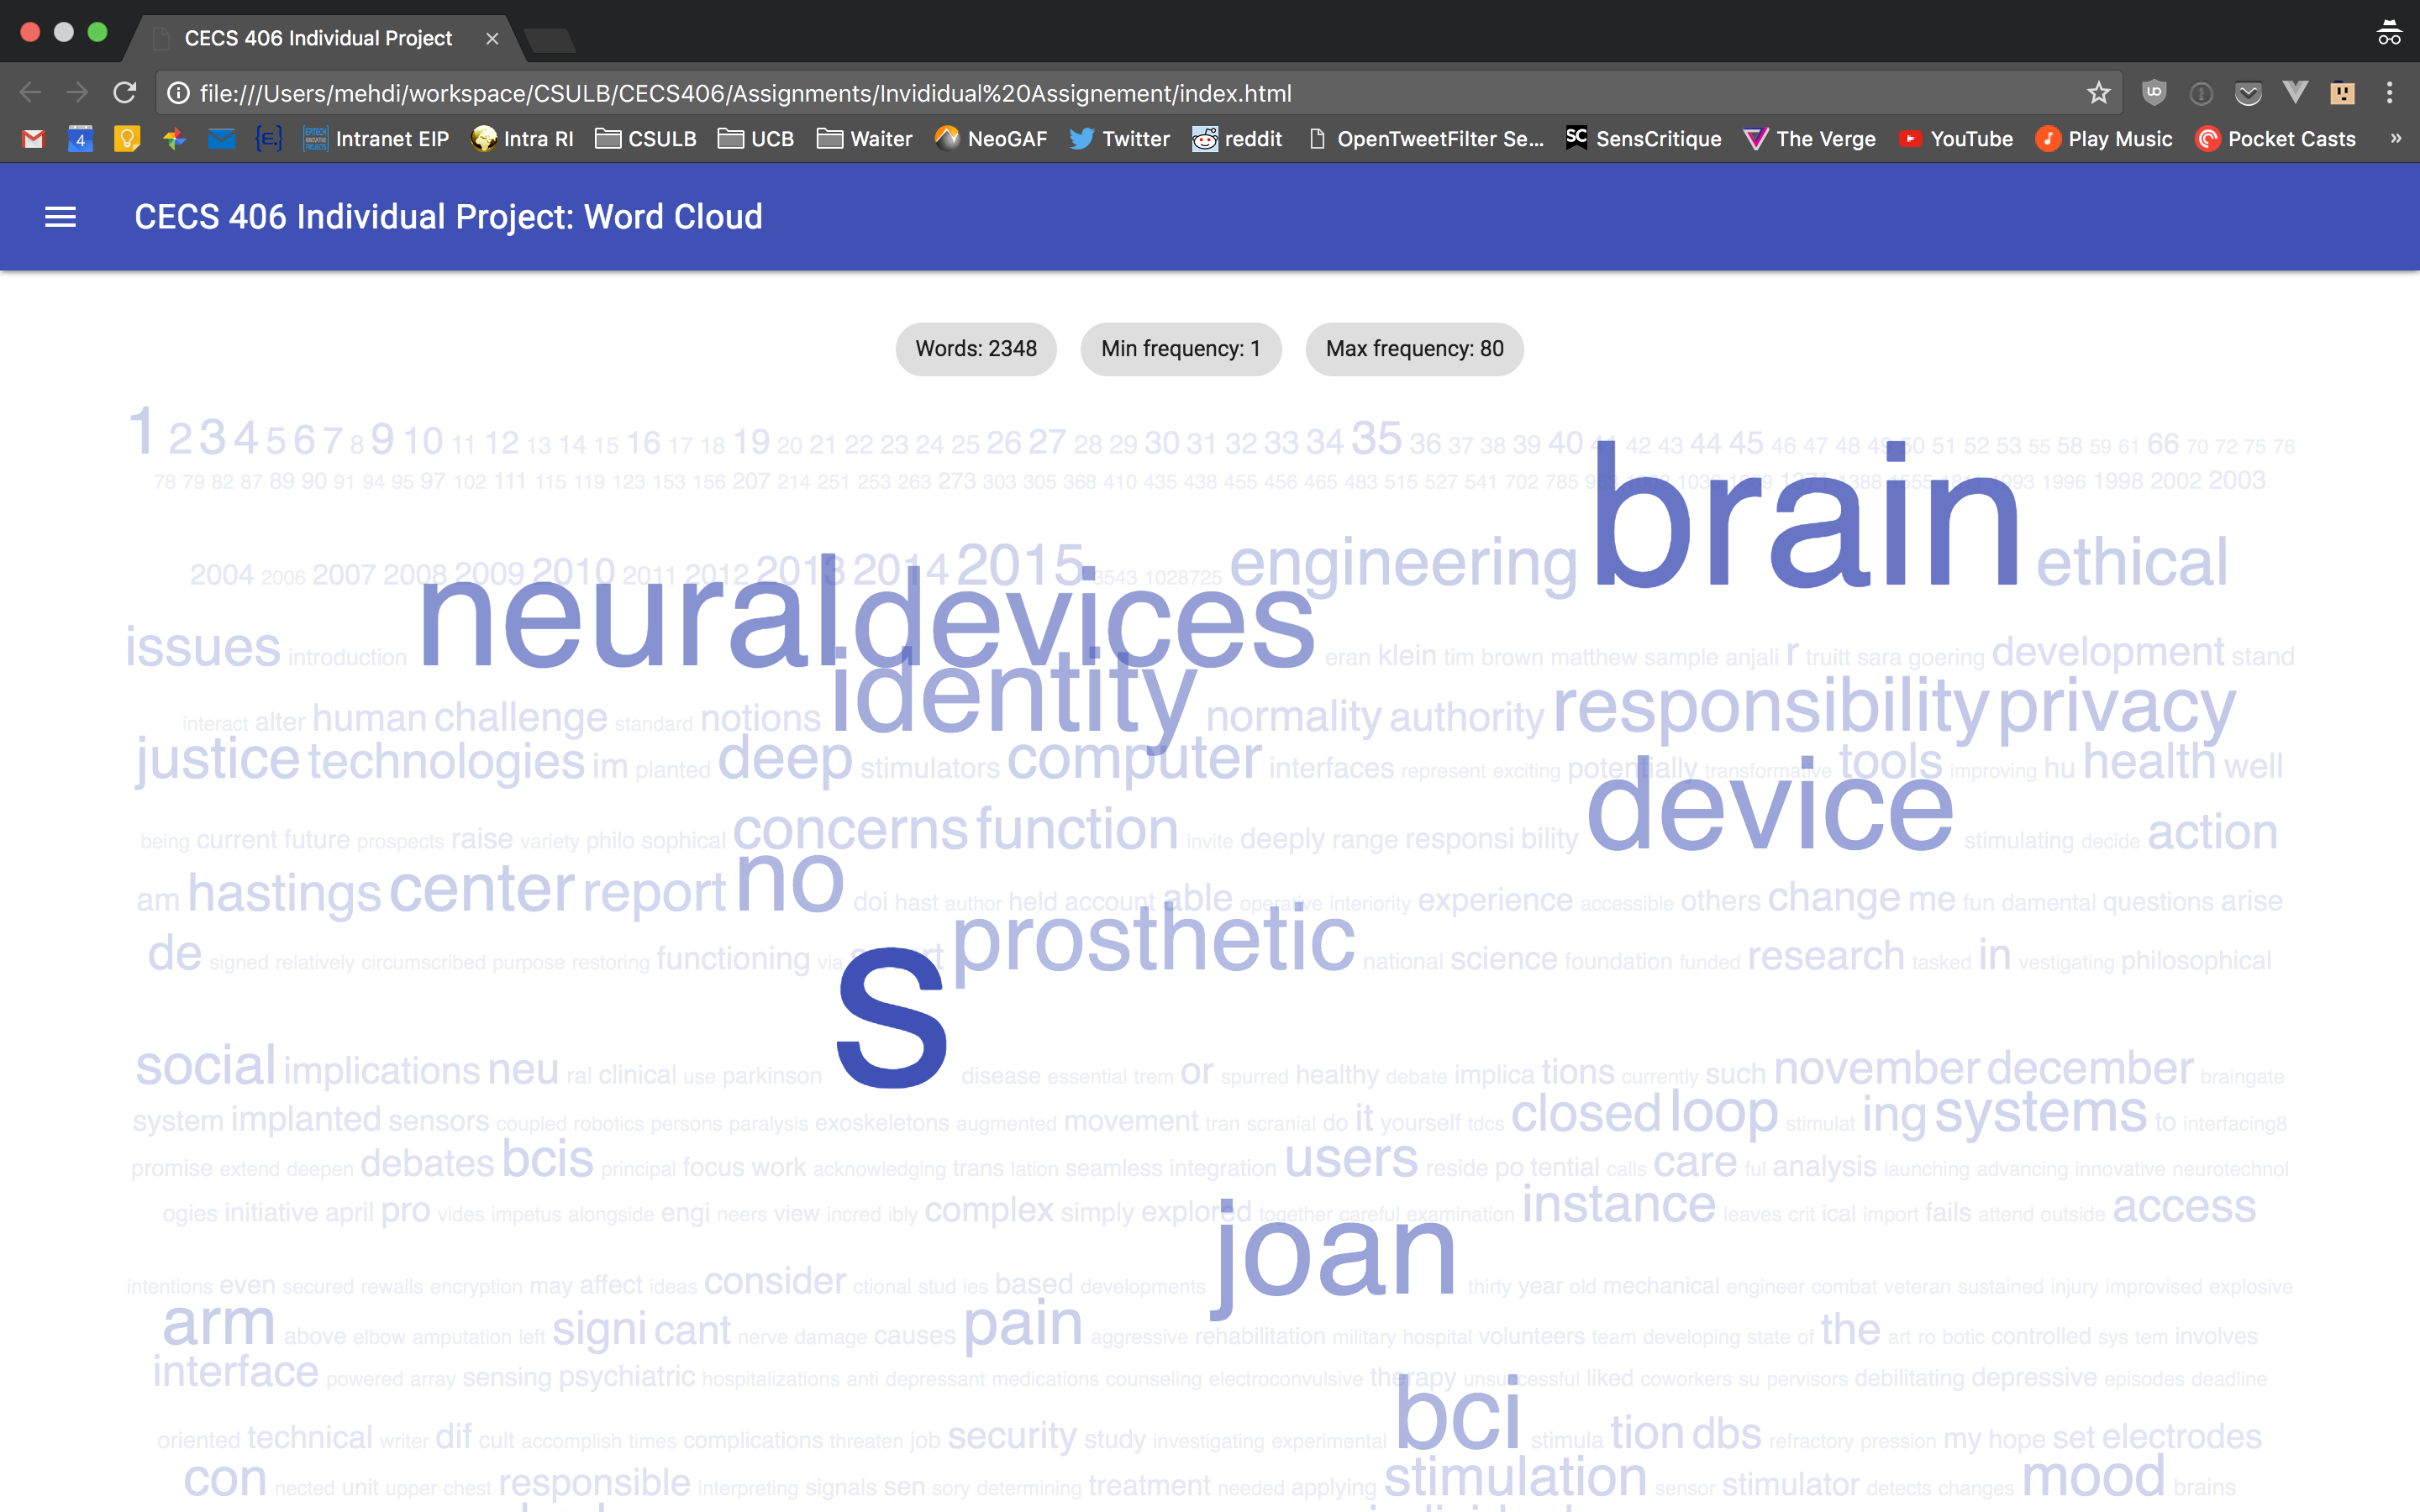 CECS 406 Individual Project
file:///Users/mehdi/workspace/CSULB/CECS406/Assignments/Invididual%20Assignement/index.html
4 Intranet EIP Intra RI CSULB UCB Waiter NeoGAF Twitter reddit OpenTweetFilter Se... SensCritique The Verge YouTube Play Music Pocket Casts »
CECS 406 Individual Project: Word Cloud
Words: 2348 Min frequency: 1 Max frequency: 80
1 2 3 4 5 6 7 8 9 10 11 12 13 14 15 16 17 18 19 20 21 22 23 24 25 26 27 28 29 30 31 32 33 34 35 36 37 38 39 40 41 42 43 44 45 46 47 48 49 50 51 52 53 55 58 59 61 66 70 72 75 76
78 79 82 87 89 90 91 94 95 97 102 111 115 119 123 153 156 207 214 251 253 263 273 303 305 368 410 435 438 455 456 465 483 515 527 541 702 785 1388 1996 1998 2002 2003
2004 2006 2007 2008 2009 2010 2011 2012 2013 2014 2015 3543 1028725 engineering brain ethical
issues introduction neural devices eran klein tim brown matthew sample anjali r truitt sara goering development stand
interact alter human challenge standard notions identity normality authority responsibility privacy
justice technologies im planted deep stimulators computer interfaces represent exciting potentially transformative tools improving hu health well
being current future prospects raise variety philo sophical concerns function invite deeply range responsi bility device stimulating decide action
am hastings center report no doi hast author held account able operative interiority experience accessible others change me fun damental questions arise
de signed relatively circumscribed purpose restoring functioning via prosthetic national science foundation funded research tasked in vestigating philosophical
social implications neu ral clinical use parkinson s disease essential trem or spurred healthy debate implica tions currently such november december braingate
system implanted sensors coupled robotics persons paralysis exoskeletons augmented movement tran scranial do it yourself tdcs closed loop stimulat ing systems to interfacing8
promise extend deepen debates bcis principal focus work acknowledging trans lation seamless integration users reside po tential calls care ful analysis launching advancing innovative neurotechnol
ogies initiative april pro vides impetus alongside engi neers view incred ibly complex simply explored together careful examination instance leaves crit ical import fails attend outside access
intentions even secured rewalls encryption may affect ideas consider ctional stud ies based developments joan thirty year old mechanical engineer combat veteran sustained injury improvised explosive
arm above elbow amputation left signi cant nerve damage causes pain aggressive rehabilitation military hospital volunteers team developing state of the art ro botic controlled sys tem involves
interface powered array sensing psychiatric hospitalizations anti depressant medications counseling electroconvulsive therapy unsuccessful liked coworkers su pervisors debilitating depressive episodes deadline
oriented technical writer dif cult accomplish times complications threaten job security study investigating experimental bci stimula tion dbs refractory pression my hope set electrodes
con nected unit upper chest responsible interpreting signals sen sory determining treatment needed applying stimulation sensor stimulator detects changes mood brains